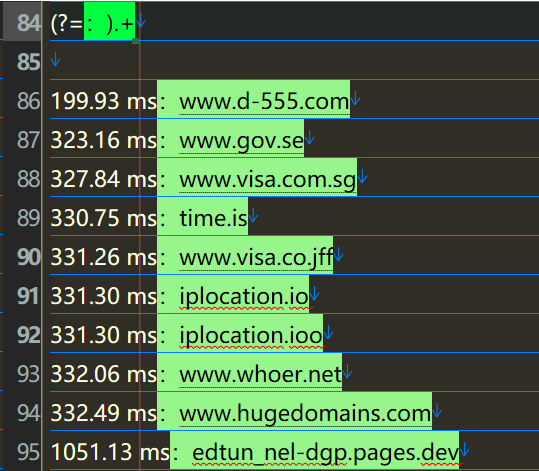 84 (?=：).+↓
85 ↓
86 199.93 ms：www.d-555.com↓
87 323.16 ms：www.gov.se↓
88 327.84 ms：www.visa.com.sg↓
89 330.75 ms：time.is↓
90 331.26 ms：www.visa.co.jff↓
91 331.30 ms：iplocation.io↓
92 331.30 ms：iplocation.ioo↓
93 332.06 ms：www.whoer.net↓
94 332.49 ms：www.hugedomains.com↓
95 1051.13 ms：edtun_nel-dgp.pages.dev↓